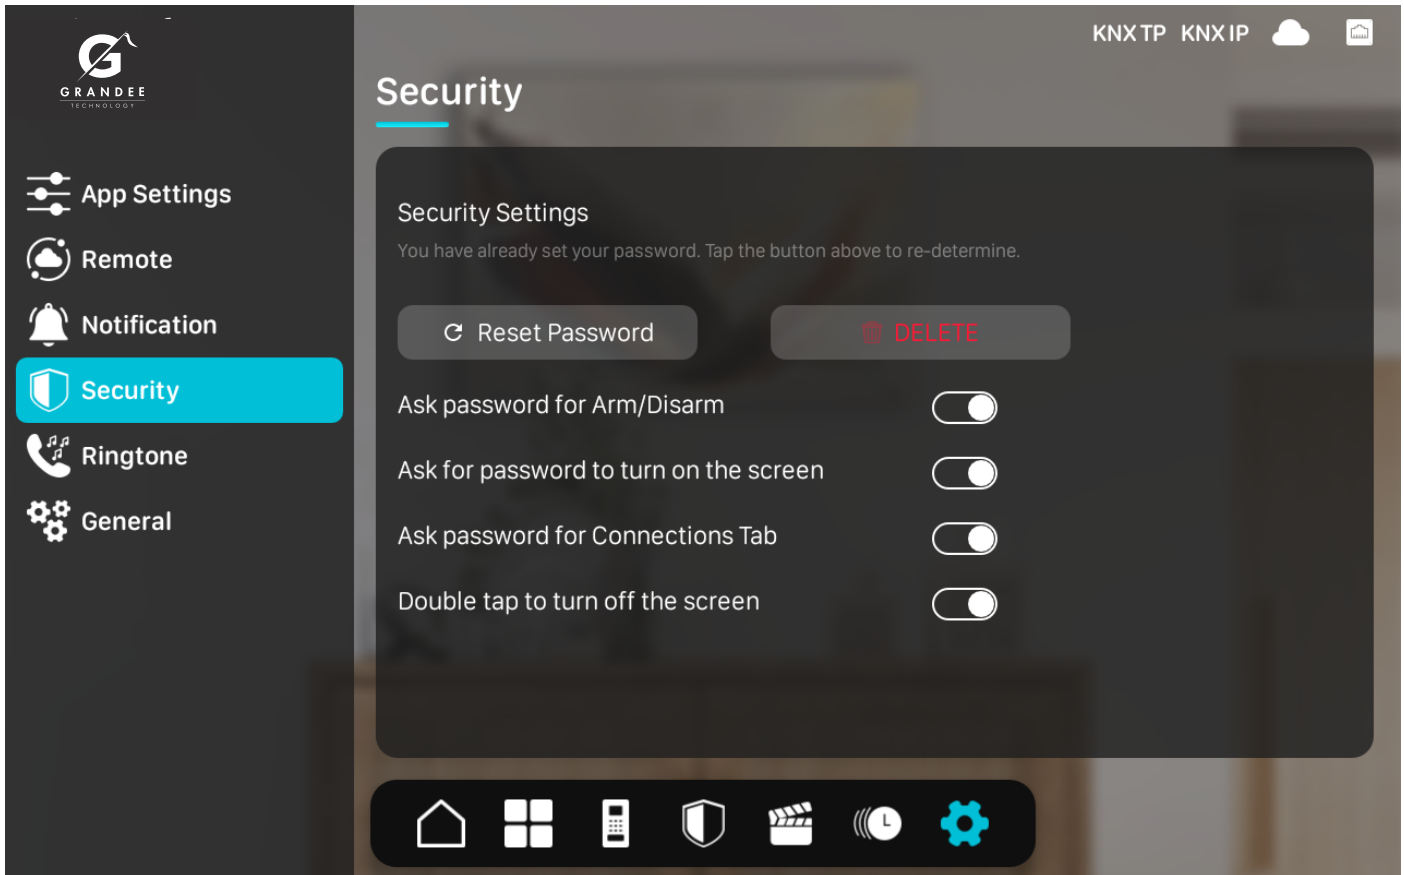 GRANDEE
TECHNOLOGY
KNX TP KNX IP
Security
App Settings
Remote
Notification
Security
Ringtone
General
Security Settings
You have already set your password. Tap the button above to re-determine.
Reset Password
DELETE
Ask password for Arm/Disarm
Ask for password to turn on the screen
Ask password for Connections Tab
Double tap to turn off the screen